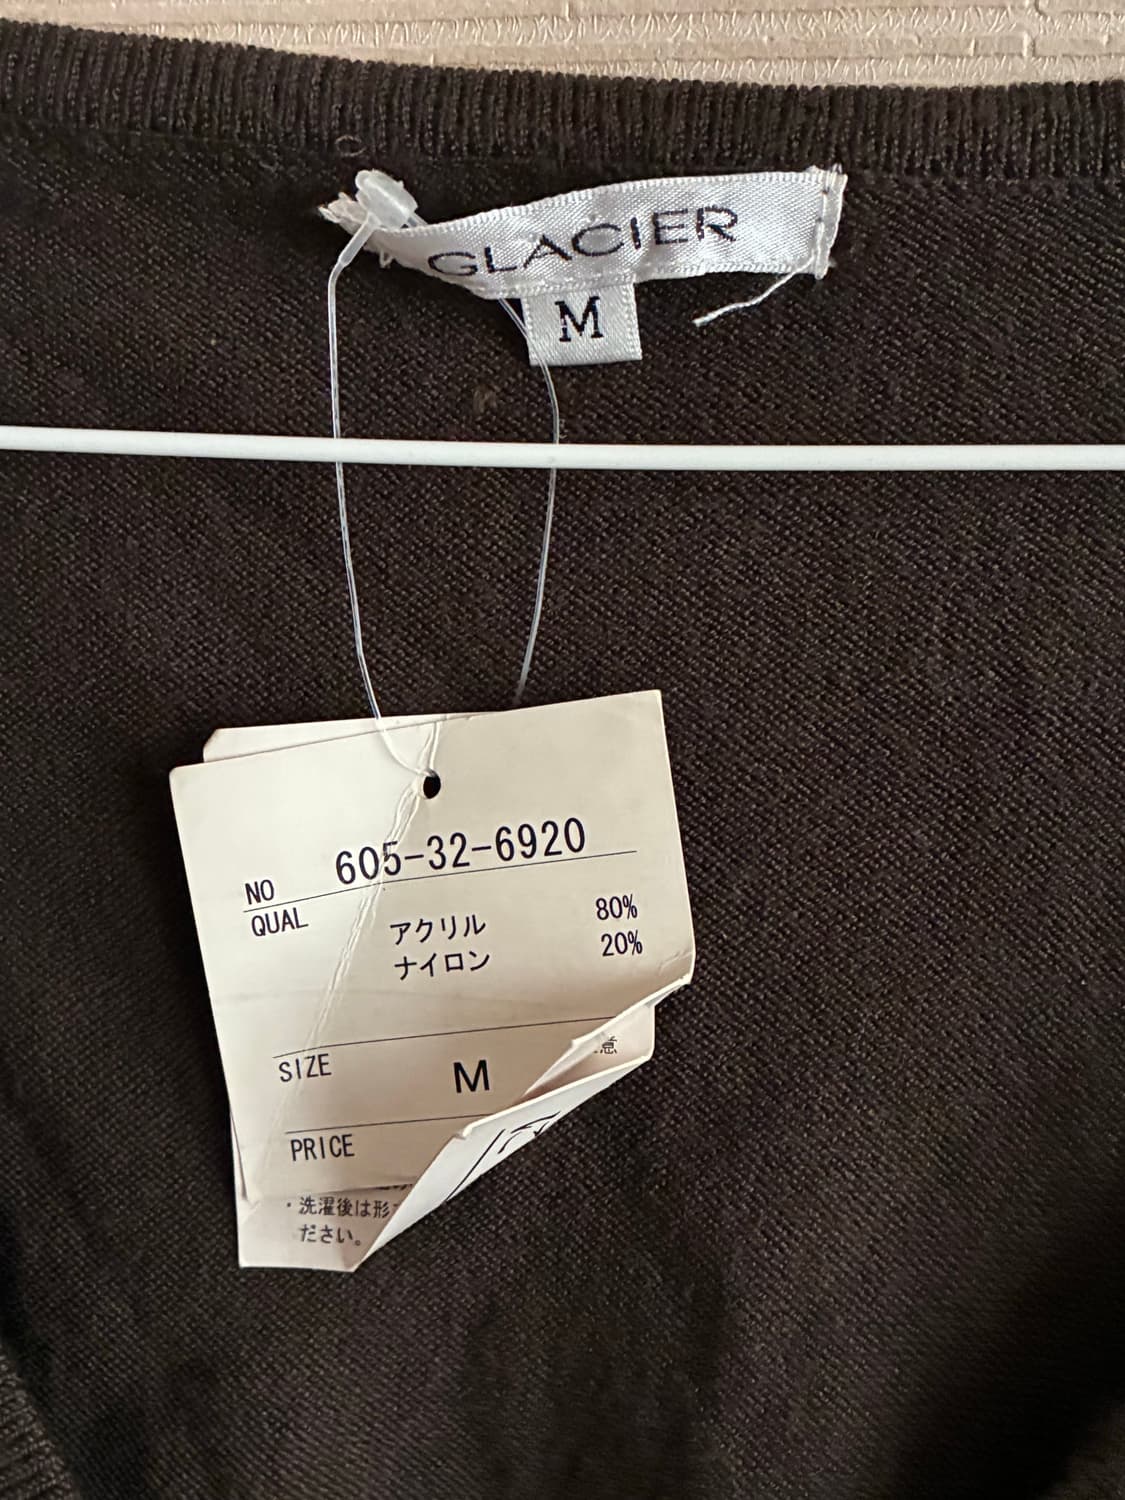 GLACIER
M
NO 605-32-6920
QUAL アクリル 80%
ナイロン 20%
SIZE M
意
PRICE
・洗濯後は形
ださい。